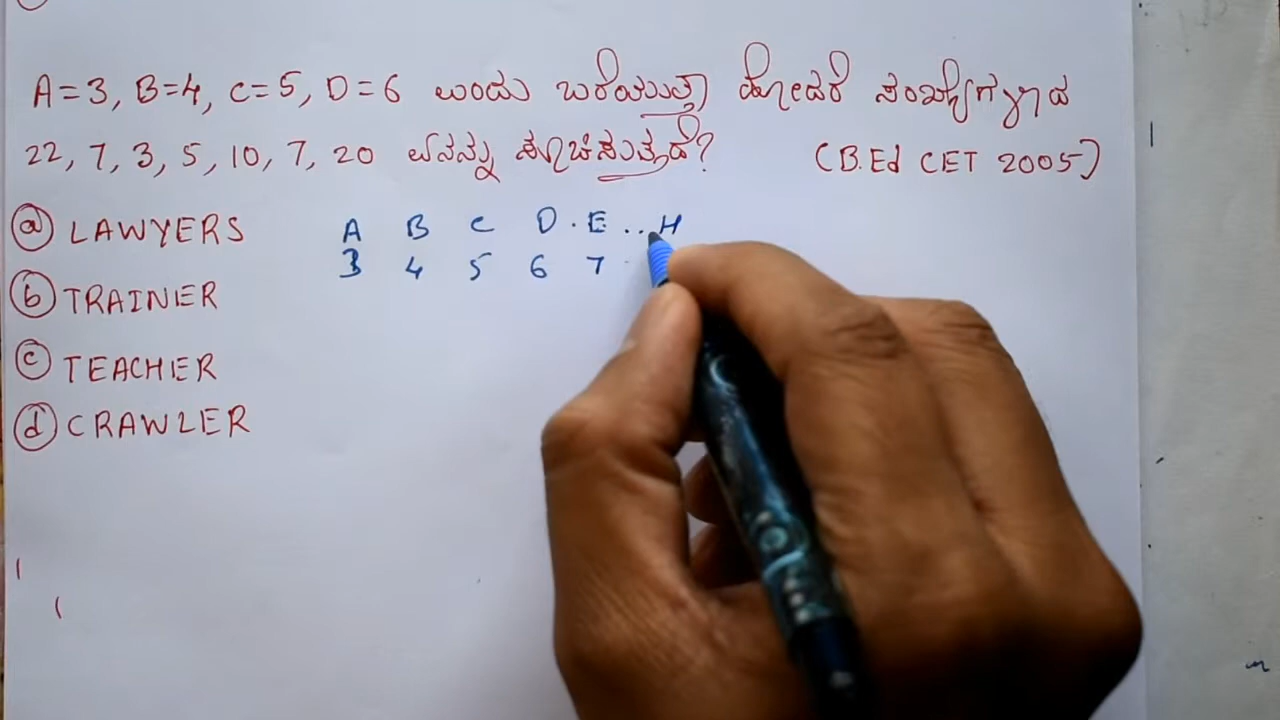 A=3, B=4, C=5, D=6 ಎಂದು ಬರೆಯುತ್ತಾ ಹೋದರೆ ಸಂಖ್ಯೆಗಳಾದ
22, 7, 3, 5, 10, 7, 20 ಏನನ್ನು ಸೂಚಿಸುತ್ತದೆ? (B.Ed CET 2005)
ⓐ LAWYERS A B C D . E ... H
3 4 5 6 7
ⓑ TRAINER
ⓒ TEACHER
ⓓ CRAWLER